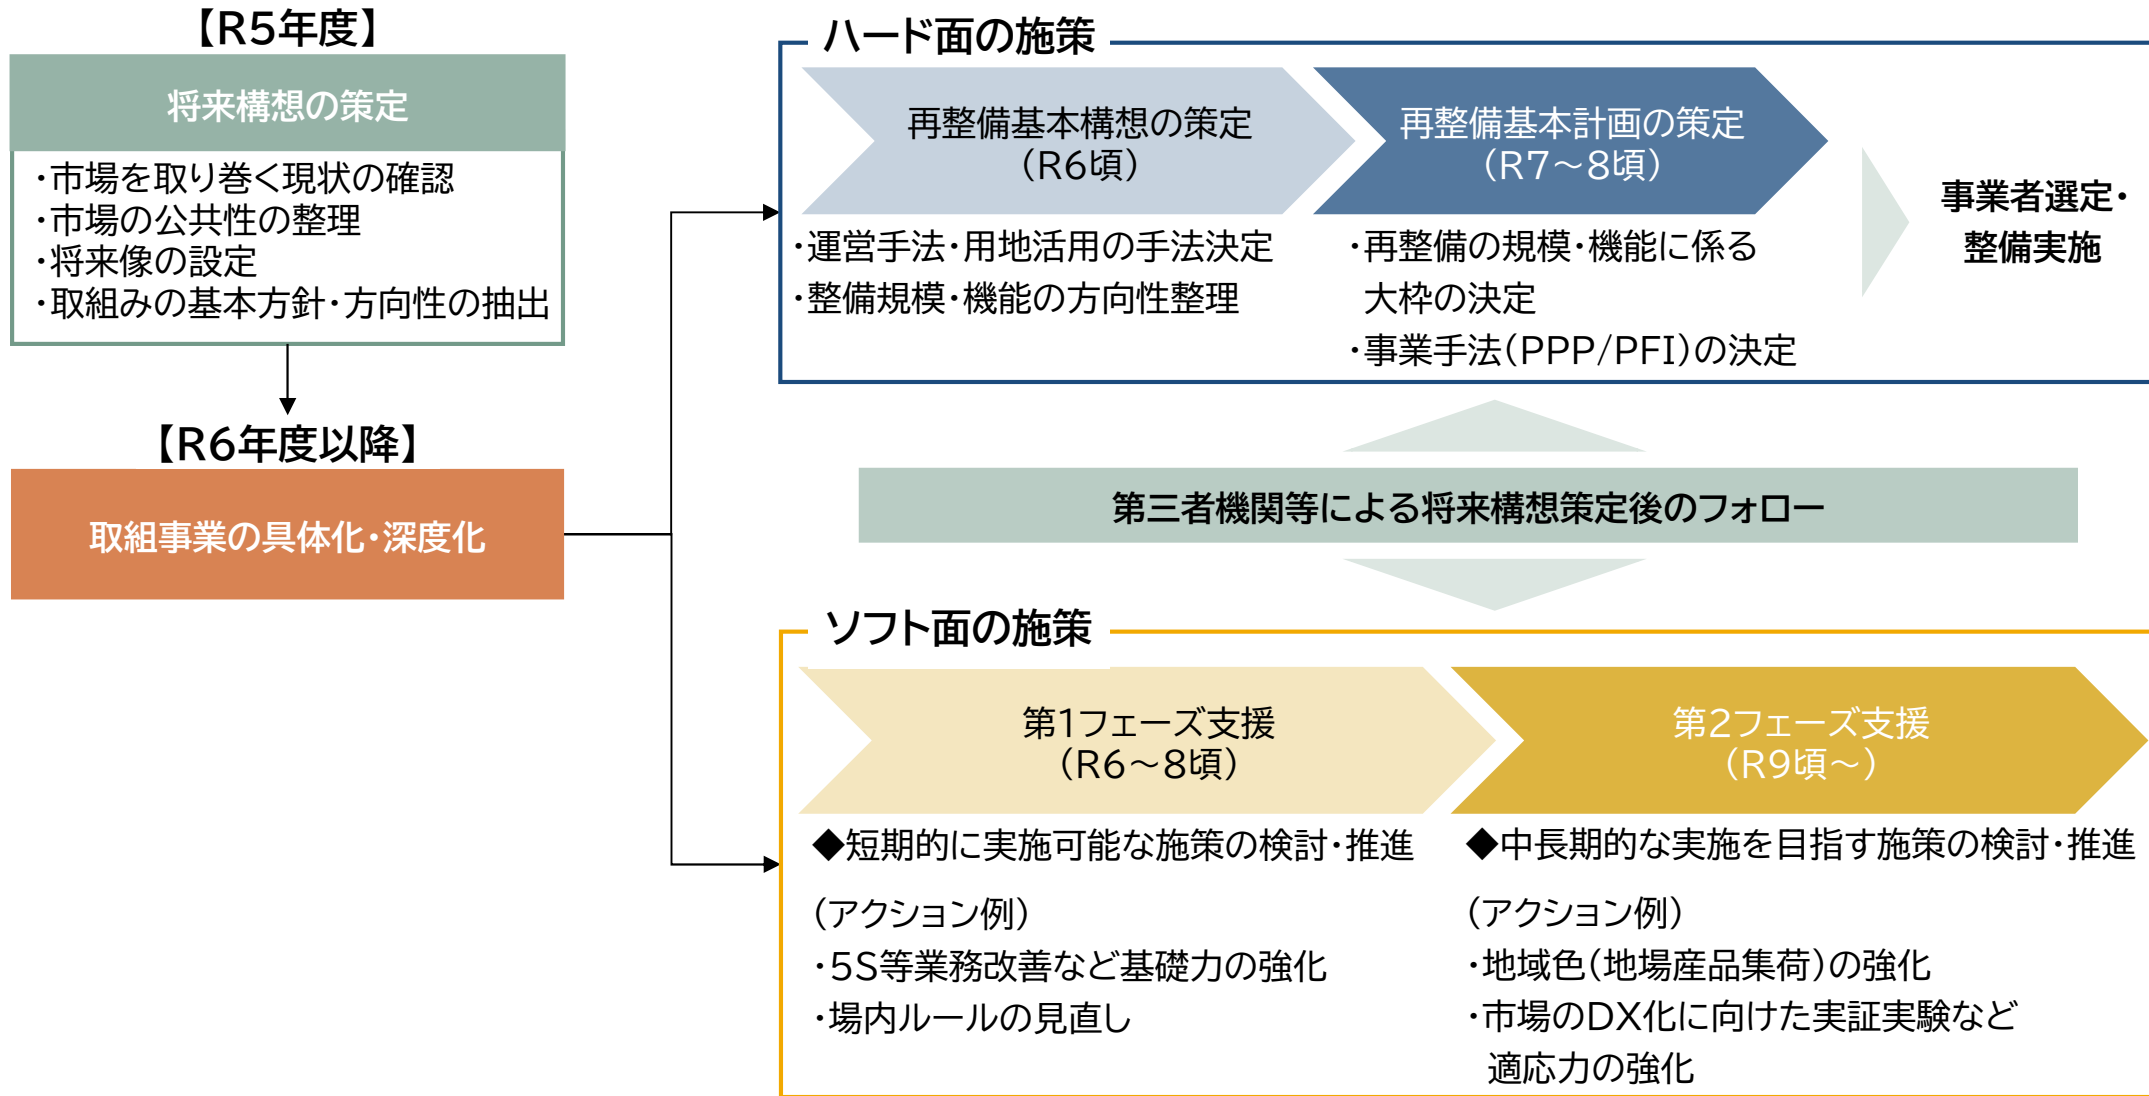 【R5年度】
将来構想の策定
・市場を取り巻く現状の確認
・市場の公共性の整理
・将来像の設定
・取組みの基本方針・方向性の抽出
【R6年度以降】
取組事業の具体化・深度化
ハード面の施策
再整備基本構想の策定
（R6頃）
・運営手法・用地活用の手法決定
・整備規模・機能の方向性整理
再整備基本計画の策定
（R7～8頃）
・再整備の規模・機能に係る
大枠の決定
・事業手法（PPP/PFI）の決定
事業者選定・
整備実施
第三者機関等による将来構想策定後のフォロー
ソフト面の施策
第1フェーズ支援
（R6～8頃）
◆短期的に実施可能な施策の検討・推進
（アクション例）
・5S等業務改善など基礎力の強化
・場内ルールの見直し
第2フェーズ支援
（R9頃～）
◆中長期的な実施を目指す施策の検討・推進
（アクション例）
・地域色（地場産品集荷）の強化
・市場のDX化に向けた実証実験など
適応力の強化